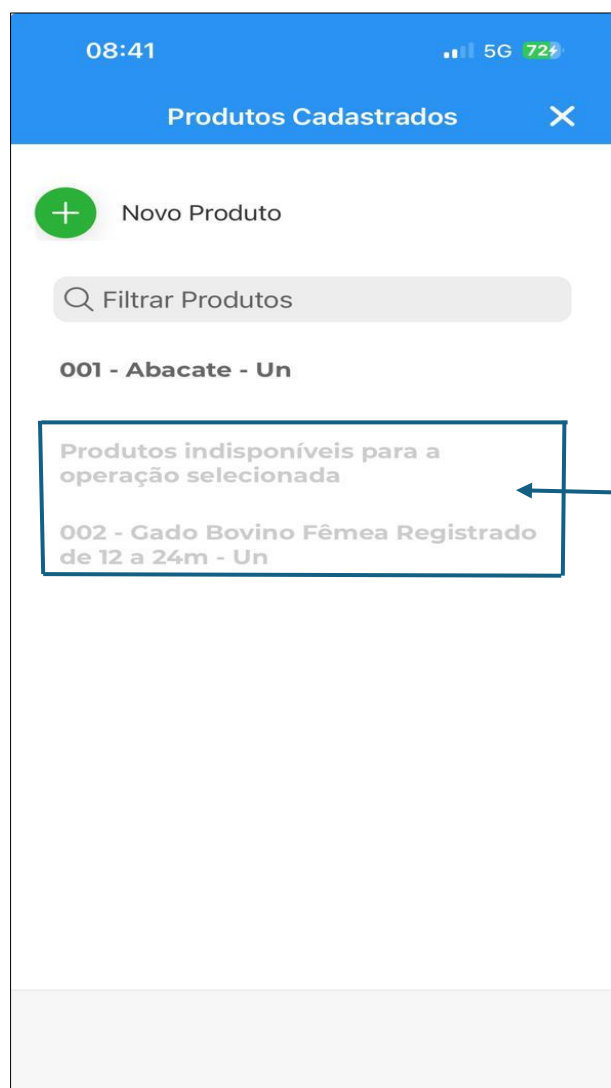 08:41
5G 72
Produtos Cadastrados
Novo Produto
Filtrar Produtos
001 - Abacate - Un
Produtos indisponíveis para a
operação selecionada
002 - Gado Bovino Fêmea Registrado
de 12 a 24m - Un